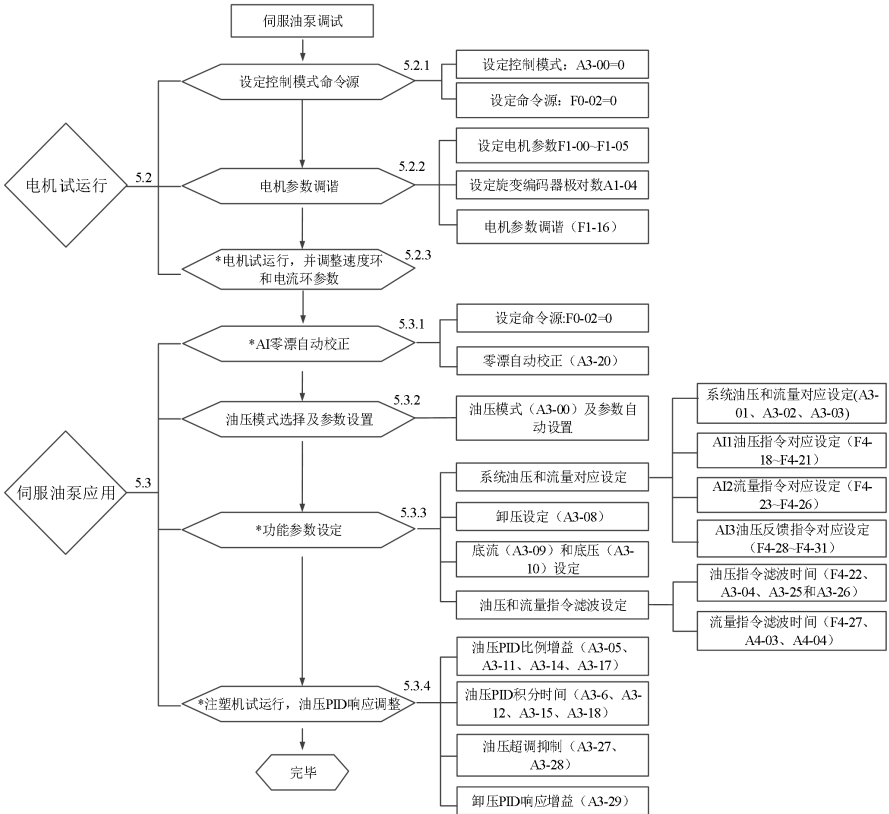 伺服油泵调试
5.2.1
设定控制模式命令源
设定控制模式：A3-00=0
设定命令源：F0-02=0
电机试运行
5.2
5.2.2
电机参数调谐
设定电机参数F1-00~F1-05
设定旋变编码器极对数A1-04
电机参数调谐（F1-16）
5.2.3
*电机试运行，并调整速度环
和电流环参数
5.3.1
*AI零漂自动校正
设定命令源:F0-02=0
零漂自动校正（A3-20）
5.3.2
油压模式选择及参数设置
油压模式（A3-00）及参数自
动设置
伺服油泵应用
5.3
5.3.3
*功能参数设定
系统油压和流量对应设定
系统油压和流量对应设定(A3-
01、A3-02、A3-03)
AI1油压指令对应设定（F4-
18~F4-21）
AI2流量指令对应设定（F4-
23~F4-26）
AI3油压反馈指令对应设定
（F4-28~F4-31）
卸压设定（A3-08）
底流（A3-09）和底压（A3-
10）设定
油压和流量指令滤波设定
油压指令滤波时间（F4-22、
A3-04、A3-25和A3-26）
流量指令滤波时间（F4-27、
A4-03、A4-04）
5.3.4
*注塑机试运行，油压PID响应调整
油压PID比例增益（A3-05、
A3-11、A3-14、A3-17）
油压PID积分时间（A3-6、A3-
12、A3-15、A3-18）
油压超调抑制（A3-27、
A3-28）
卸压PID响应增益（A3-29）
完毕